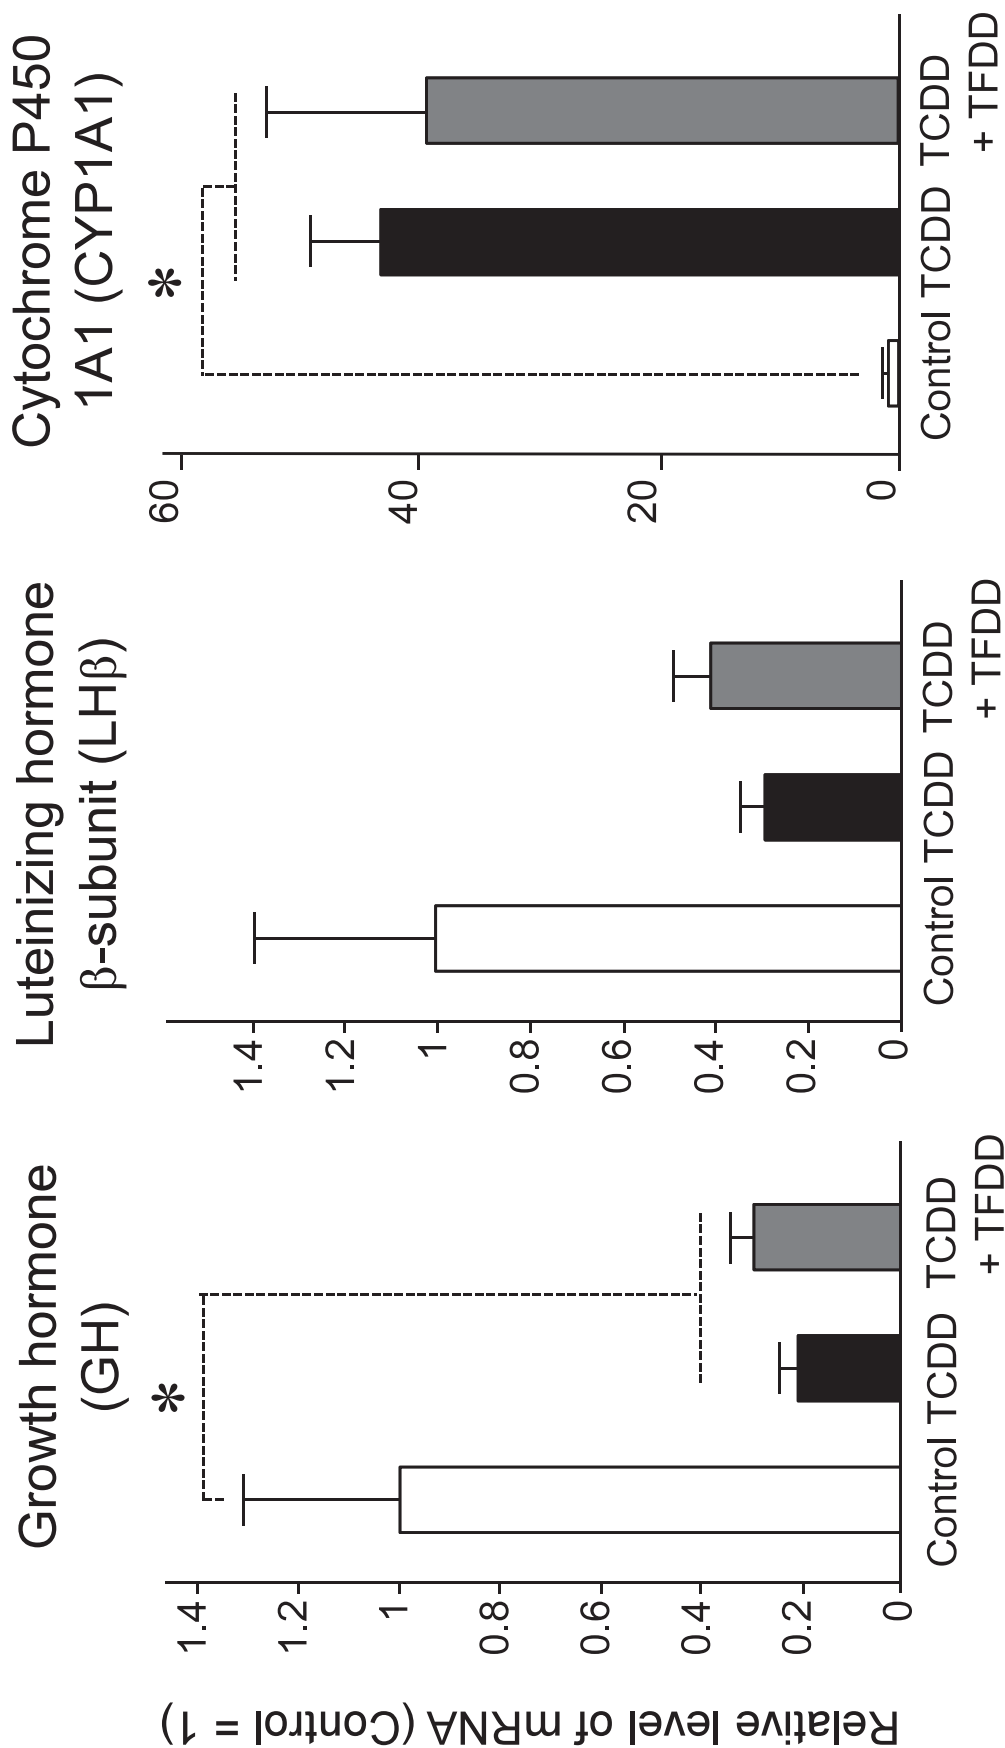 Relative level of mRNA (Control = 1)
Growth hormone
(GH)
*
1.4
1.2
1
0.8
0.6
0.4
0.2
0
Control TCDD TCDD
+ TFDD
Luteinizing hormone
β-subunit (LHβ)
1.4
1.2
1
0.8
0.6
0.4
0.2
0
Control TCDD TCDD
+ TFDD
Cytochrome P450
1A1 (CYP1A1)
*
60
40
20
0
Control TCDD TCDD
+ TFDD